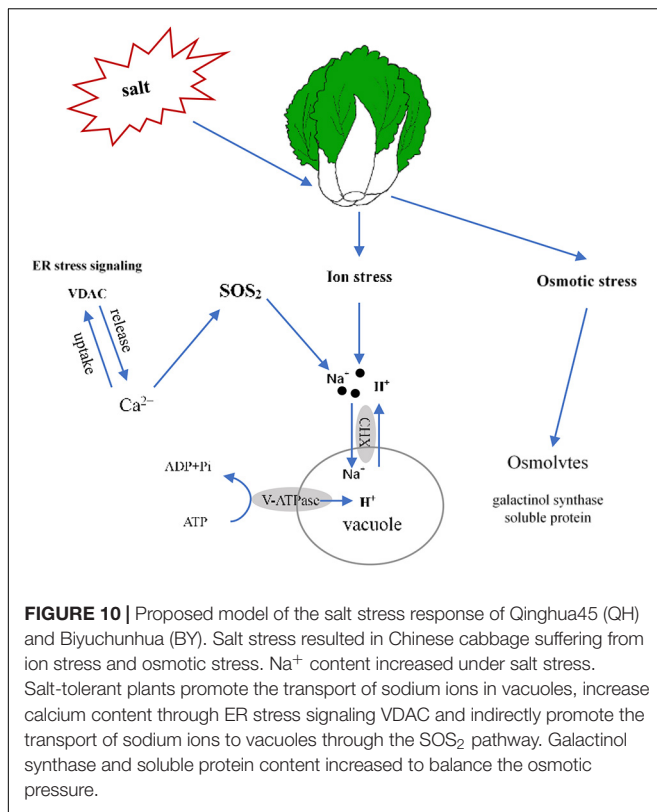 salt
ER stress signaling
VDAC
release
uptake
Ca²⁻
SOS₂
Ion stress
Osmotic stress
Na⁻
H⁺
CHX
Na⁻
H⁺
vacuole
V-ATPasc
ADP+Pi
ATP
Osmolvtes
galactinol synthase
soluble protein
FIGURE 10 | Proposed model of the salt stress response of Qinghua45 (QH)
and Biyuchunhua (BY). Salt stress resulted in Chinese cabbage suffering from
ion stress and osmotic stress. Na⁺ content increased under salt stress.
Salt-tolerant plants promote the transport of sodium ions in vacuoles, increase
calcium content through ER stress signaling VDAC and indirectly promote the
transport of sodium ions to vacuoles through the SOS₂ pathway. Galactinol
synthase and soluble protein content increased to balance the osmotic
pressure.